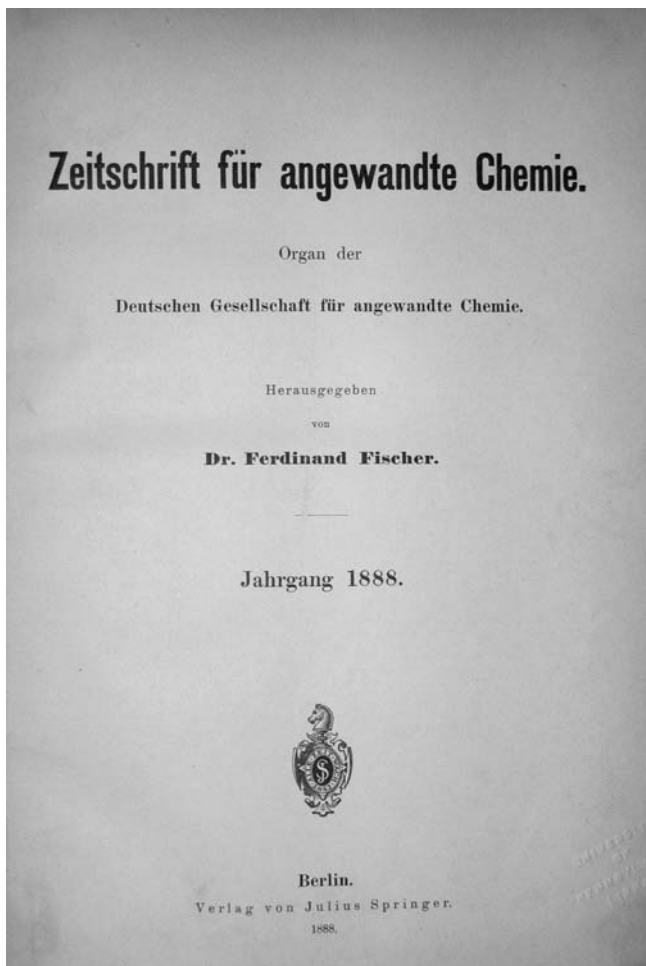 Zeitschrift für angewandte Chemie.
Organ der
Deutschen Gesellschaft für angewandte Chemie.
Herausgegeben
von
Dr. Ferdinand Fischer.
Jahrgang 1888.
Berlin.
Verlag von Julius Springer.
1888.